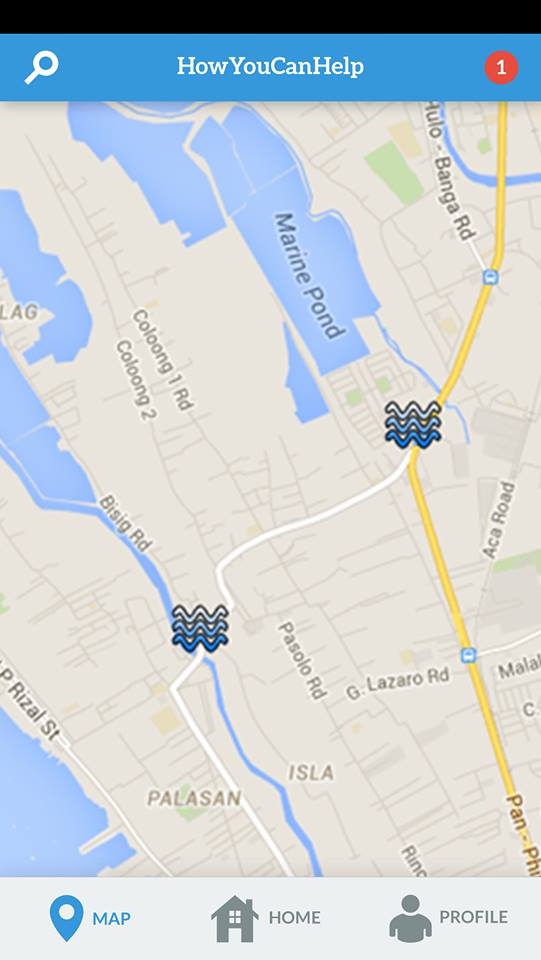 HowYouCanHelp
1
Hulo - Banga Rd
Marine Pond
LAG
Coloong 1 Rd
Coloong 2
Aca Road
Bisig Rd
Pasolo Rd
G. Lazaro Rd
Malal
C.
J.P Rizal St
ISLA
PALASAN
Pan - Phi
Rinc
MAP
HOME
PROFILE